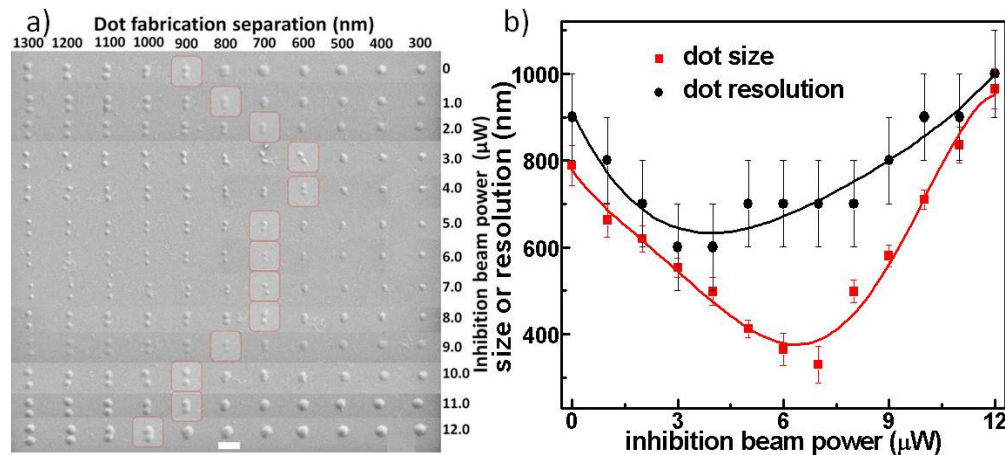 a)
Dot fabrication separation (nm)
1300 1200 1100 1000 900 800 700 600 500 400 300
0
1.0
2.0
3.0
4.0
5.0
6.0
7.0
8.0
9.0
10.0
11.0
12.0
Inhibition beam power (μW)
b)
dot size
dot resolution
1000
800
600
400
size or resolution (nm)
0 3 6 9 12
inhibition beam power (μW)